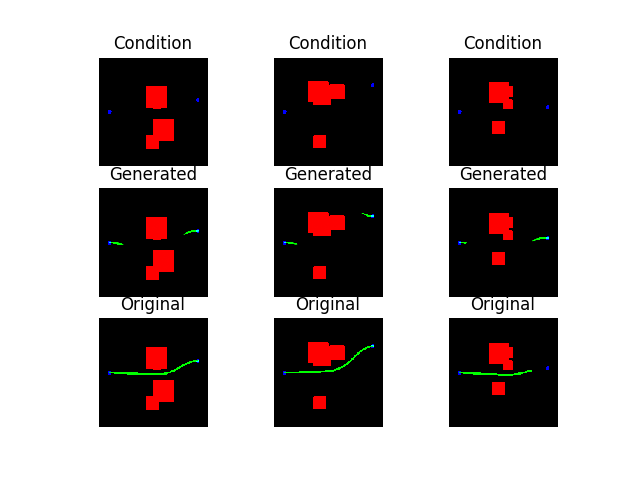 Condition
Condition
Condition
Generated
Generated
Generated
Original
Original
Original